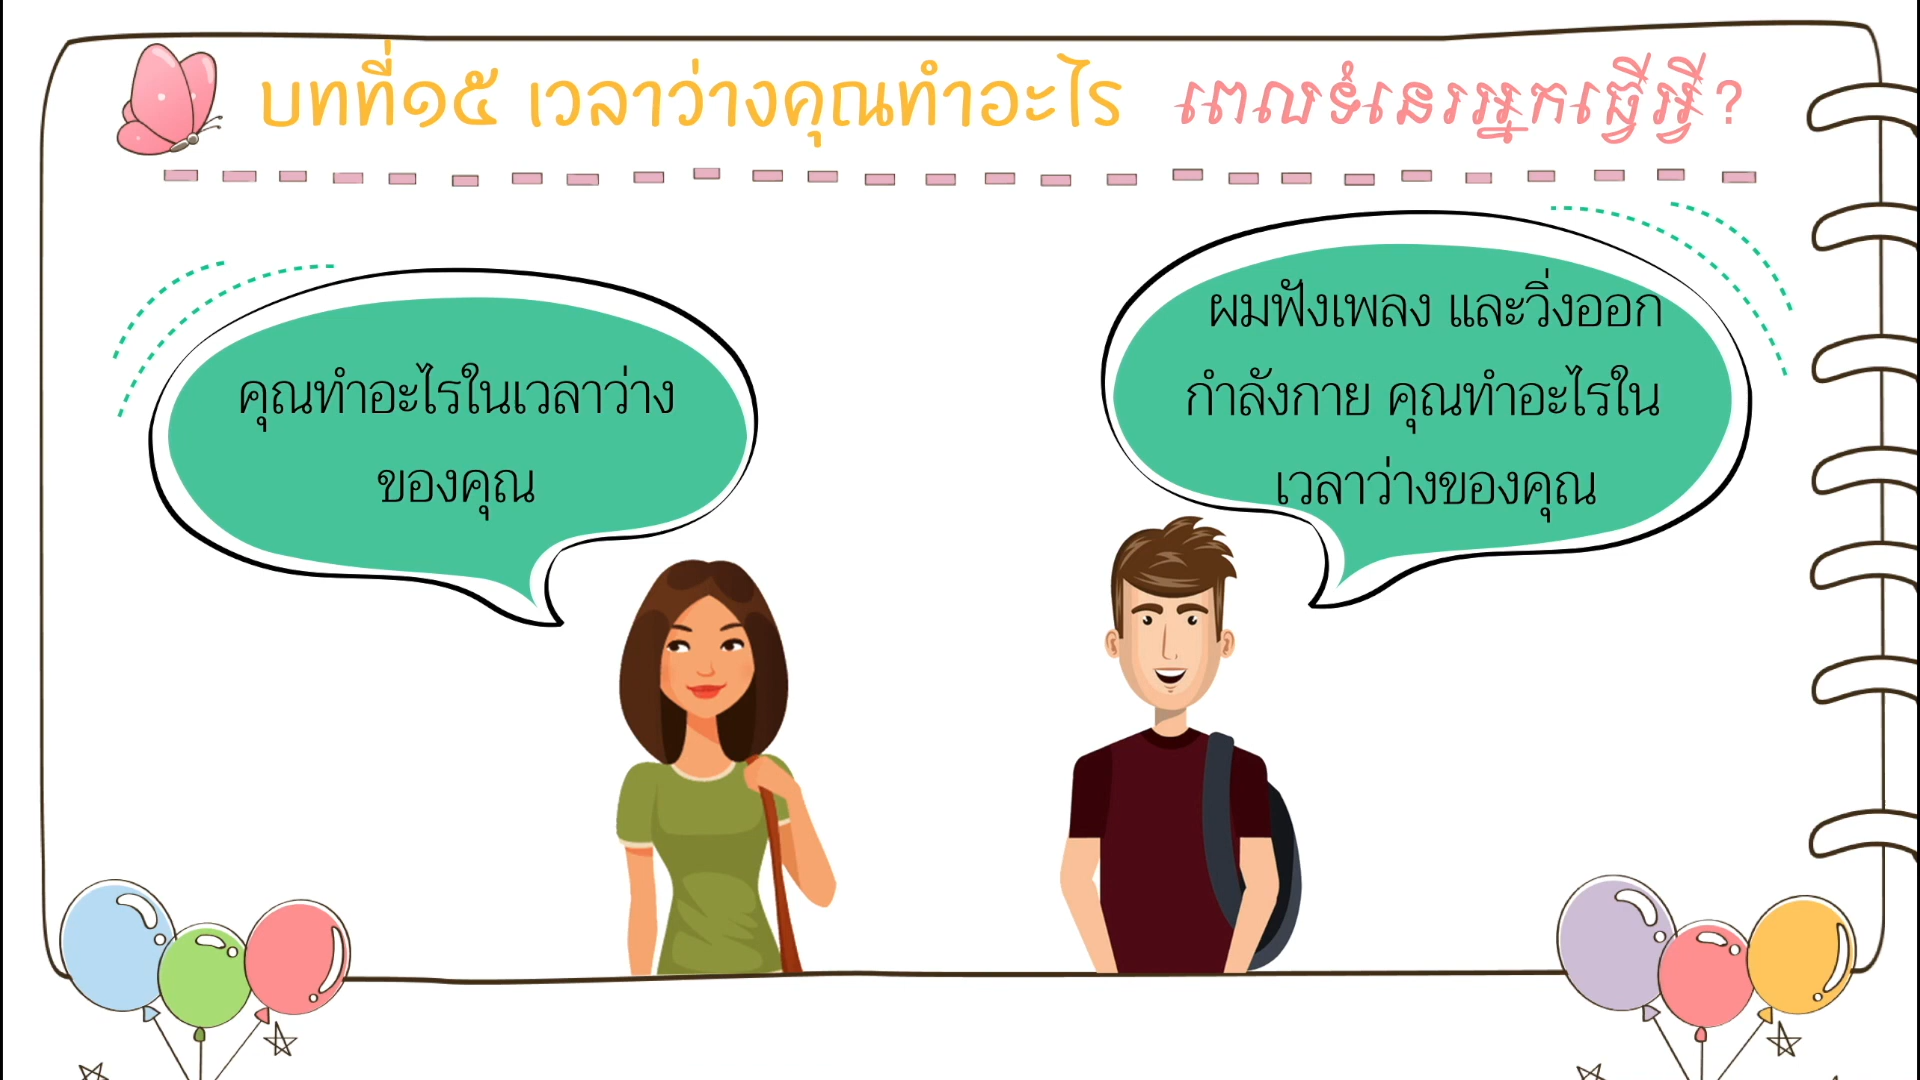 บทที่๑๕ เวลาว่างคุณทำอะไร ពេលទំនេរអ្នកធ្វើអ្វី?
คุณทำอะไรในเวลาว่าง
ของคุณ
ผมฟังเพลง และวิ่งออก
กำลังกาย คุณทำอะไรใน
เวลาว่างของคุณ